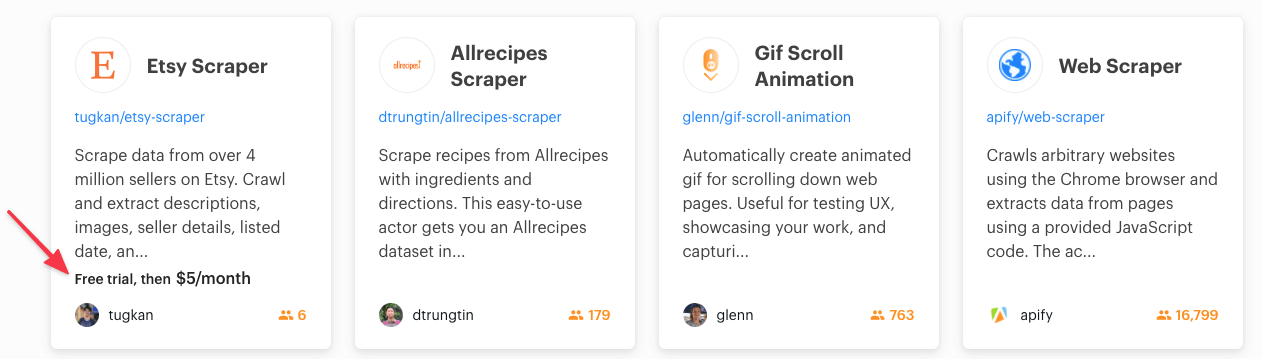 E
Etsy Scraper
tugkan/etsy-scraper
Scrape data from over 4
million sellers on Etsy. Crawl
and extract descriptions,
images, seller details, listed
date, an...
Free trial, then $5/month
tugkan
6
allrecipes!
Allrecipes
Scraper
dtrungtin/allrecipes-scraper
Scrape recipes from Allrecipes
with ingredients and
directions. This easy-to-use
actor gets you an Allrecipes
dataset in...
dtrungtin
179
Gif Scroll
Animation
glenn/gif-scroll-animation
Automatically create animated
gif for scrolling down web
pages. Useful for testing UX,
showcasing your work, and
capturi...
glenn
763
Web Scraper
apify/web-scraper
Crawls arbitrary websites
using the Chrome browser and
extracts data from pages
using a provided JavaScript
code. The ac...
apify
16,799